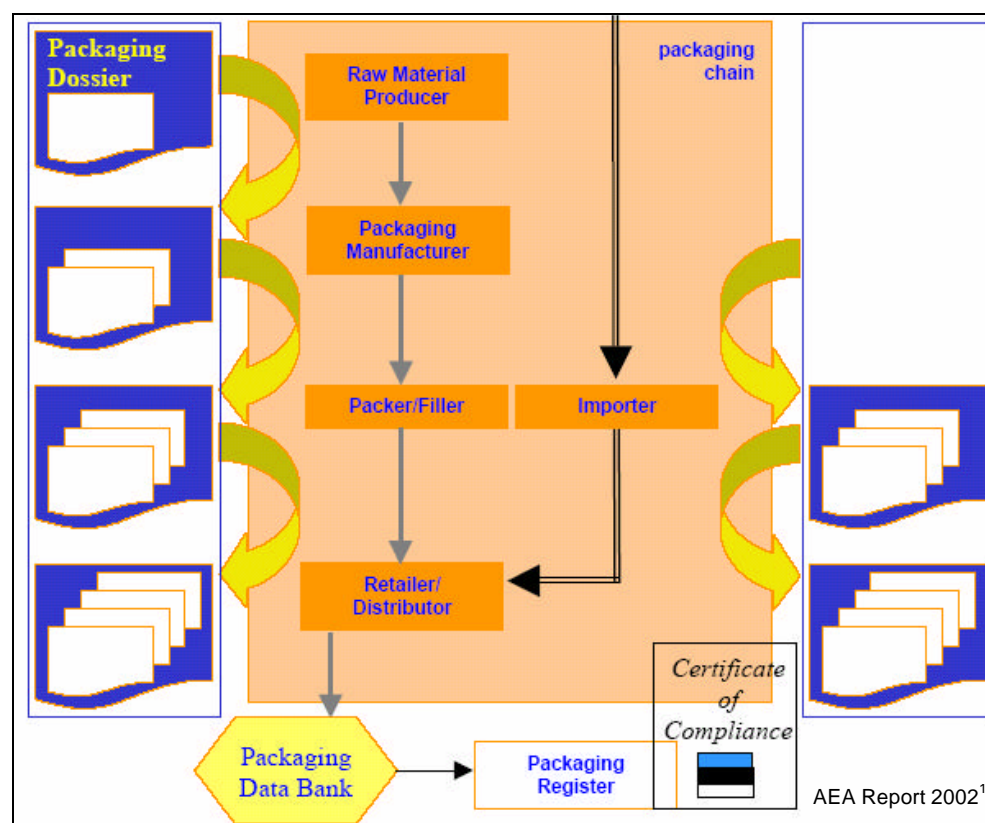 Packaging
Dossier
packaging
chain
Raw Material
Producer
Packaging
Manufacturer
Packer/Filler
Importer
Retailer/
Distributor
Certificate
of
Compliance
Packaging
Data Bank
Packaging
Register
AEA Report 2002¹